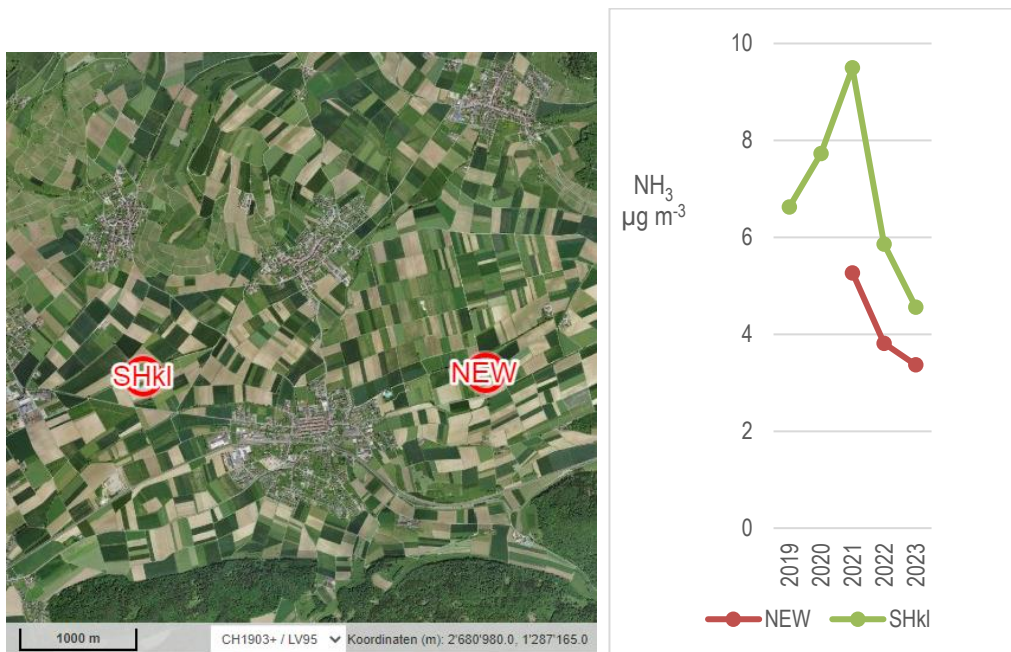 SHkl
NEW
1000 m
CH1903+ / LV95
Koordinaten (m): 2'680'980.0, 1'287'165.0
NH₃
µg m⁻³
10
8
6
4
2
0
2019
2020
2021
2022
2023
NEW
SHkl